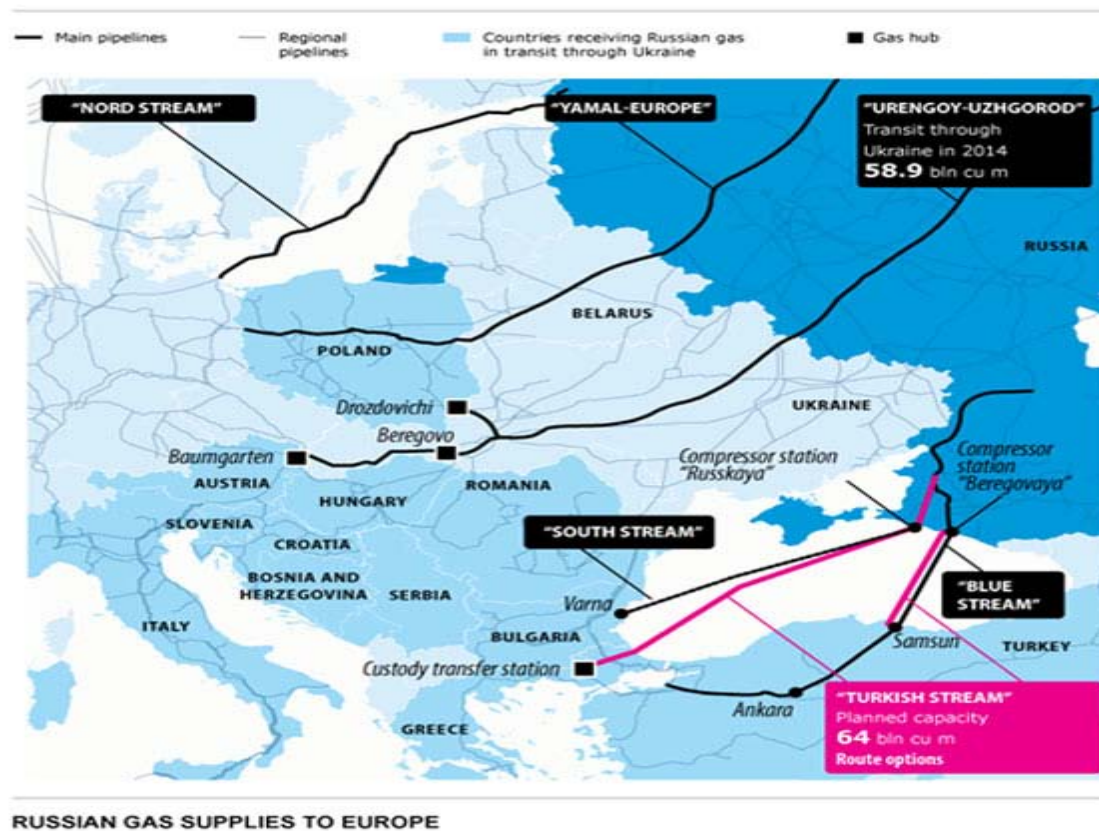 Main pipelines
Regional
pipelines
Countries receiving Russian gas
in transit through Ukraine
Gas hub
"NORD STREAM"
"YAMAL-EUROPE"
"URENGOY-UZHGOROD"
Transit through
Ukraine in 2014
58.9 bln cu m
RUSSIA
BELARUS
POLAND
Drozdovichi
UKRAINE
Beregovo
Baumgarten
Compressor station
"Russkaya"
Compressor
station
"Beregovaya"
AUSTRIA
HUNGARY
ROMANIA
SLOVENIA
"SOUTH STREAM"
CROATIA
BOSNIA AND
HERZEGOVINA
SERBIA
"BLUE
STREAM"
Varna
ITALY
BULGARIA
Samsun
TURKEY
Custody transfer station
Ankara
GREECE
"TURKISH STREAM"
Planned capacity
64 bln cu m
Route options
RUSSIAN GAS SUPPLIES TO EUROPE